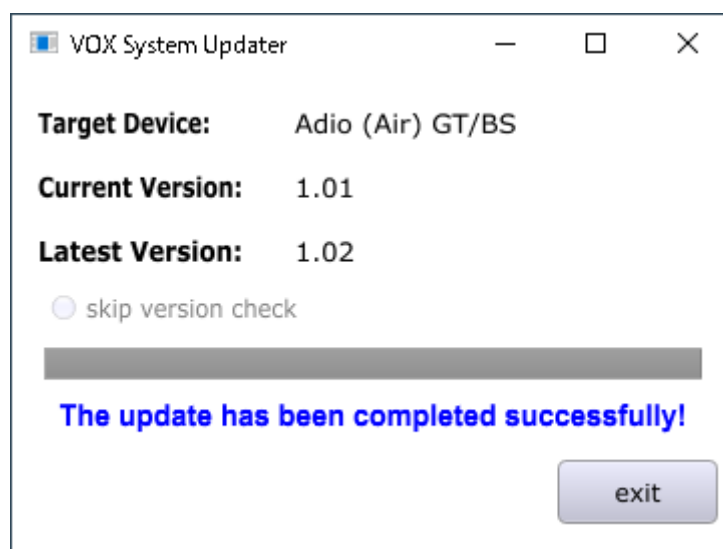 VOX System Updater
Target Device: Adio (Air) GT/BS
Current Version: 1.01
Latest Version: 1.02
skip version check
The update has been completed successfully!
exit